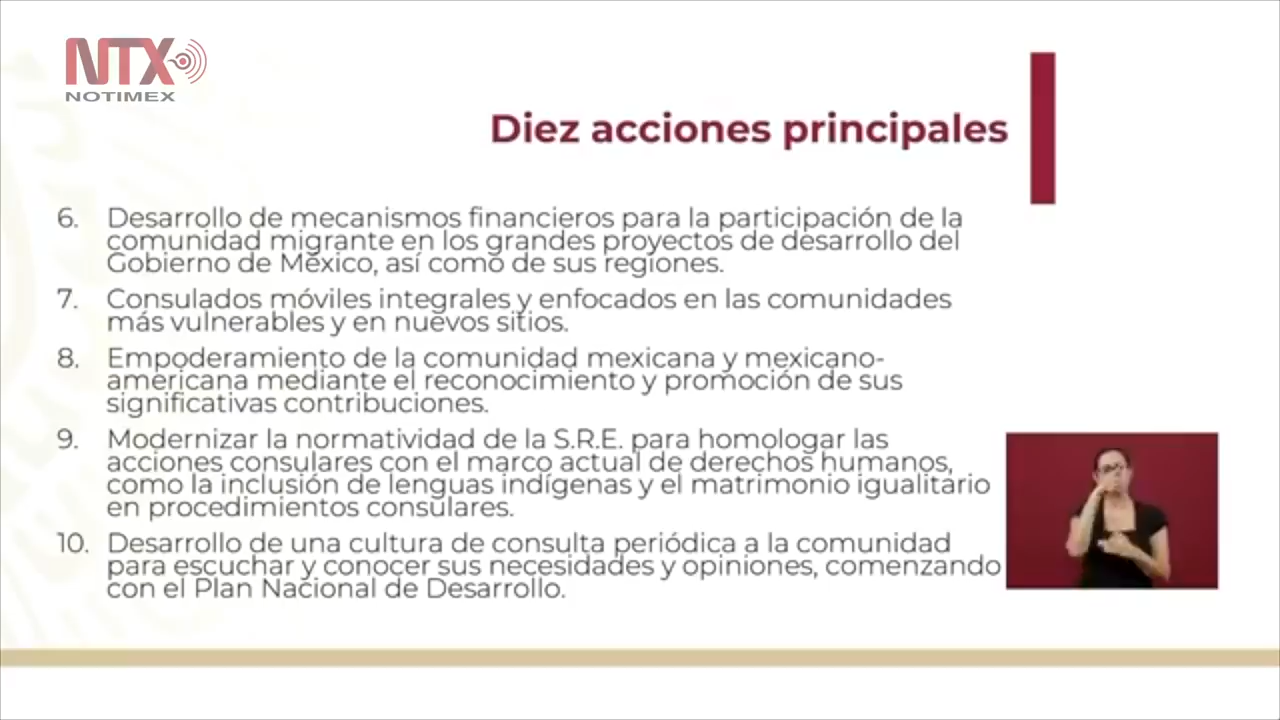 NTX
NOTIMEX
Diez acciones principales
6. Desarrollo de mecanismos financieros para la participación de la
comunidad migrante en los grandes proyectos de desarrollo del
Gobierno de México, así como de sus regiones.
7. Consulados móviles integrales y enfocados en las comunidades
más vulnerables y en nuevos sitios.
8. Empoderamiento de la comunidad mexicana y mexicano-
americana mediante el reconocimiento y promoción de sus
significativas contribuciones.
9. Modernizar la normatividad de la S.R.E. para homologar las
acciones consulares con el marco actual de derechos humanos,
como la inclusión de lenguas indígenas y el matrimonio igualitario
en procedimientos consulares.
10. Desarrollo de una cultura de consulta periódica a la comunidad
para escuchar y conocer sus necesidades y opiniones, comenzando
con el Plan Nacional de Desarrollo.